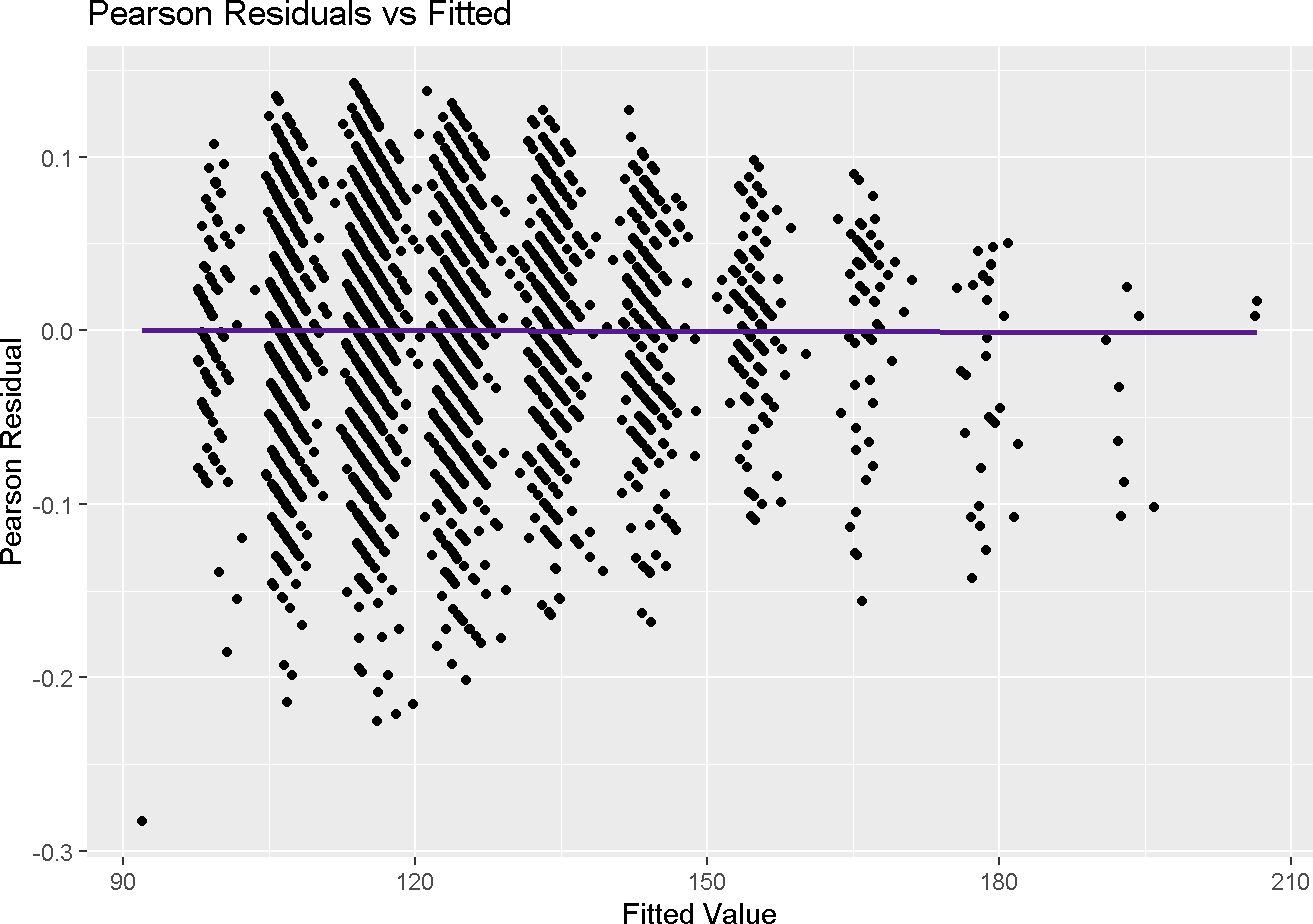 Pearson Residuals vs Fitted
Pearson Residual
0.1
0.0
-0.1
-0.2
-0.3
90 120 150 180 210
Fitted Value